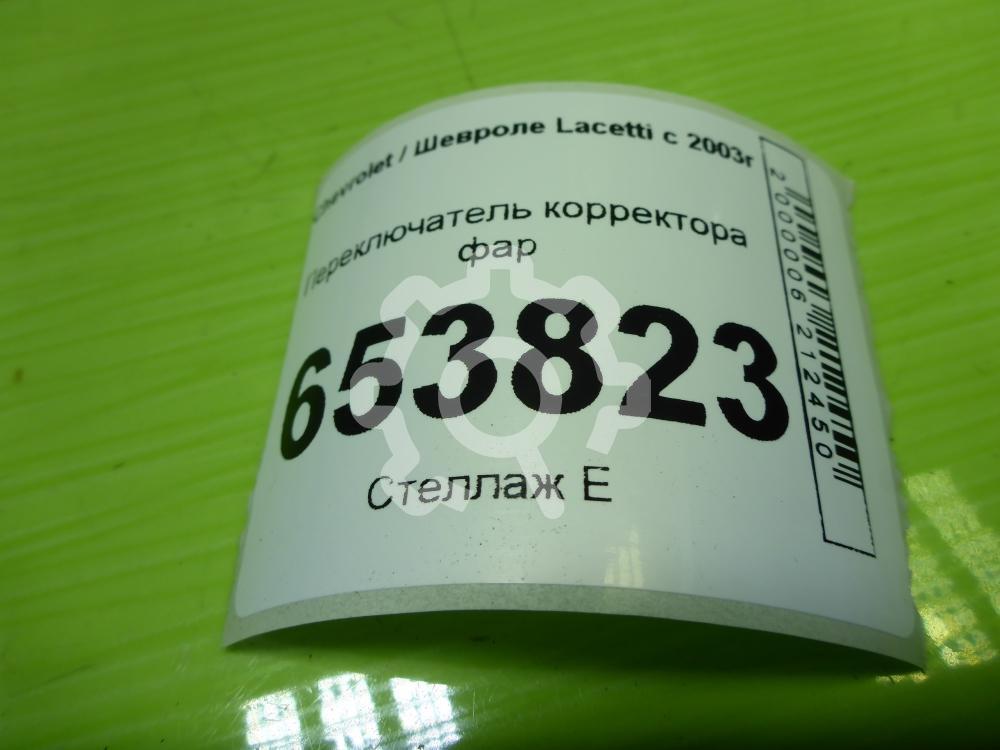 Chevrolet / Шевроле Lacetti с 2003г
Переключатель корректора
фар
653823
Стеллаж E
2000006212450